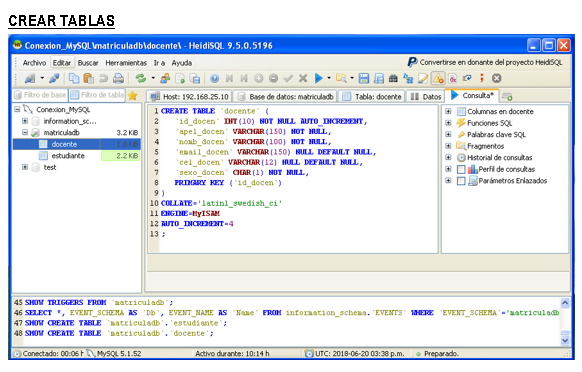 CREAR TABLAS
Conexion_MySQL\matriculadb\docente\ - HeidiSQL 9.5.0.5196
Archivo Editar Buscar Herramientas Ir a Ayuda
Convertirse en donante del proyecto HeidiSQL
Filtro de base Filtro de tabla
Host: 192.168.25.10 Base de datos: matriculadb Tabla: docente Datos Consulta*
Conexion_MySQL
information_sc...
matriculadb 3.2 KiB
docente
estudiante 2.2 KiB
test
1 CREATE TABLE `docente` (
2 `id_docen` INT(10) NOT NULL AUTO_INCREMENT,
3 `apel_docen` VARCHAR(150) NOT NULL,
4 `nomb_docen` VARCHAR(100) NOT NULL,
5 `email_docen` VARCHAR(150) NULL DEFAULT NULL,
6 `cel_docen` VARCHAR(12) NULL DEFAULT NULL,
7 `sexo_docen` CHAR(1) NOT NULL,
8 PRIMARY KEY (`id_docen`)
9 )
10 COLLATE='latin1_swedish_ci'
11 ENGINE=MyISAM
12 AUTO_INCREMENT=4
13 ;
Columnas en docente
Funciones SQL
Palabras clave SQL
Fragmentos
Historial de consultas
Perfil de consultas
Parámetros Enlazados
45 SHOW TRIGGERS FROM `matriculadb`;
46 SELECT *, EVENT_SCHEMA AS `Db`, EVENT_NAME AS `Name` FROM information_schema.`EVENTS` WHERE `EVENT_SCHEMA`='matriculadb
47 SHOW CREATE TABLE `matriculadb`.`estudiante`;
48 SHOW CREATE TABLE `matriculadb`.`docente`;
Conectado: 00:06 h MySQL 5.1.52 Activo durante: 10:14 h UTC: 2018-06-20 03:38 p.m. Preparado.